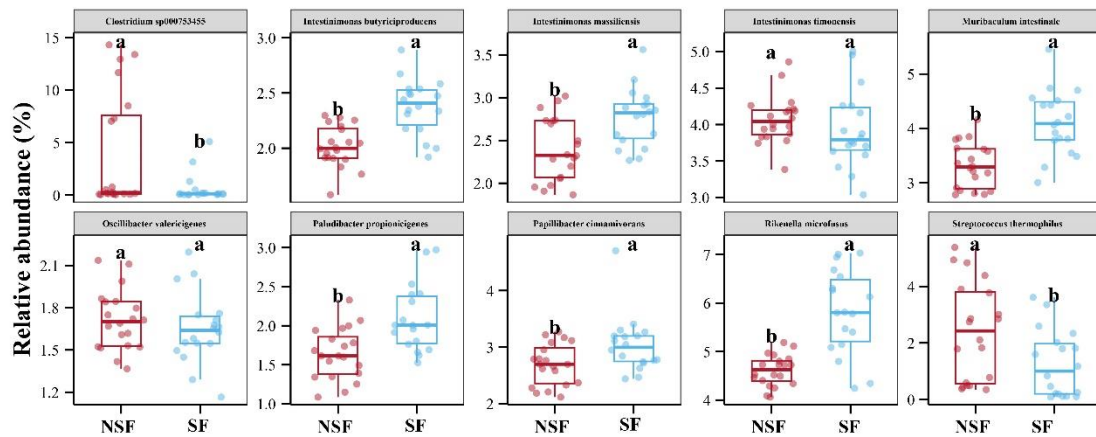 Clostridium sp000753455
Intestinimonas butyriciproducens
Intestinimonas massiliensis
Intestinimonas timonensis
Muribaculum intestinale
Relative abundance (%)
15
10
5
0
a
b
3.0
2.5
2.0
b
a
3.5
3.0
2.5
2.0
b
a
5.0
4.5
4.0
3.5
3.0
a
a
5
4
3
b
a
Oscillibacter valericigenes
Paludibacter propionicigenes
Papillibacter cinnamivorans
Rikenella microfusus
Streptococcus thermophilus
2.1
1.8
1.5
1.2
a
a
3.0
2.5
2.0
1.5
1.0
b
a
4
3
2
b
a
7
6
5
4
b
a
5
4
3
2
1
0
a
b
NSF SF
NSF SF
NSF SF
NSF SF
NSF SF